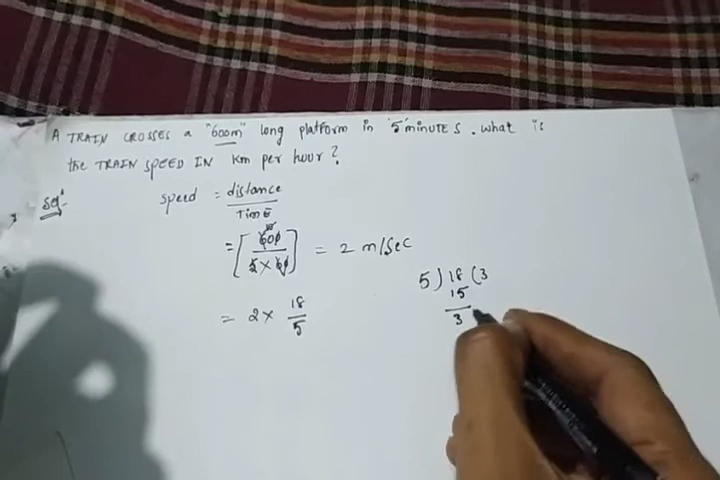 A TRAIN CROSSES a "600m" long platform in '5' minutes. what is
the TRAIN SPEED IN Km per hour?
Sol:
speed = distance
Time
= [ 600
5 x 60 ] = 2 m/sec
= 2 x 18
5
5 ) 18 (3
15
3